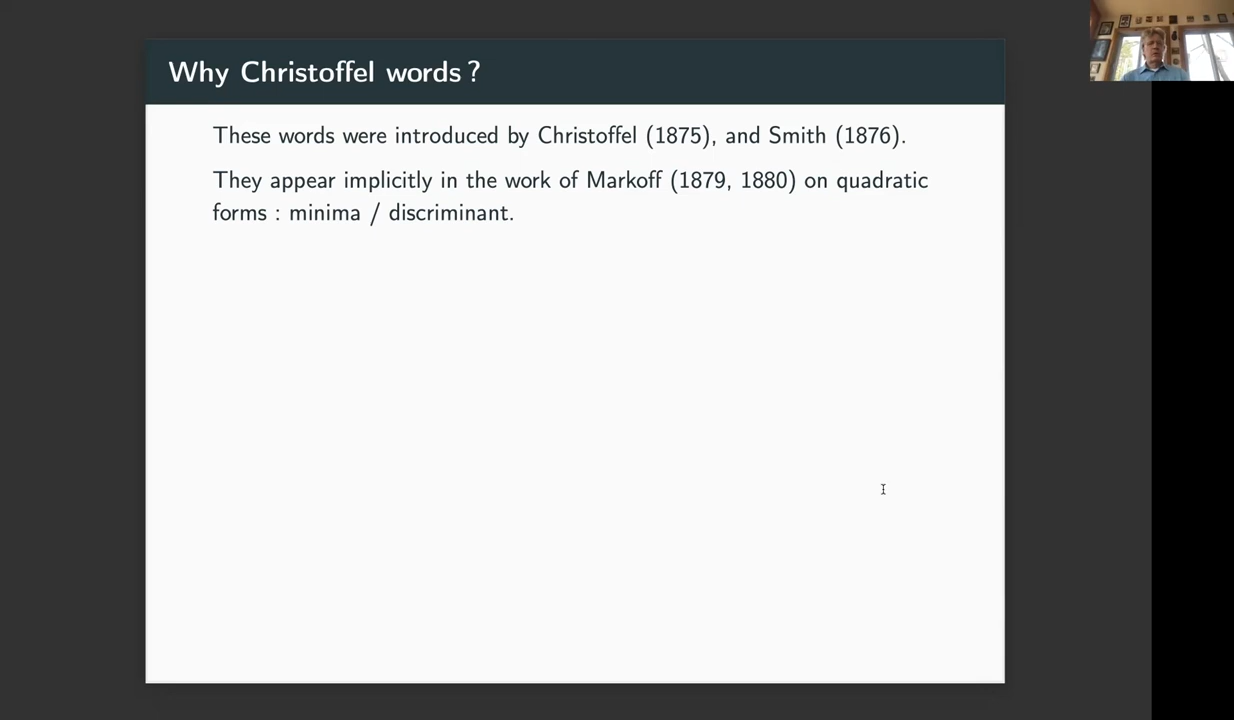 Why Christoffel words ?
These words were introduced by Christoffel (1875), and Smith (1876).
They appear implicitly in the work of Markoff (1879, 1880) on quadratic
forms : minima / discriminant.